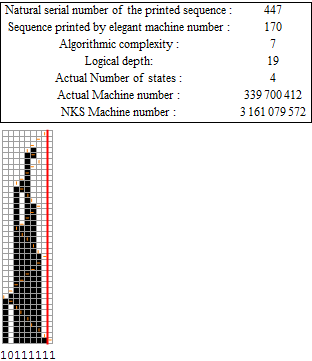 Natural serial number of the printed sequence : 447
Sequence printed by elegant machine number : 170
Algorithmic complexity : 7
Logical depth: 19
Actual Number of states : 4
Actual Machine number : 339 700 412
NKS Machine number : 3 161 079 572
101111111